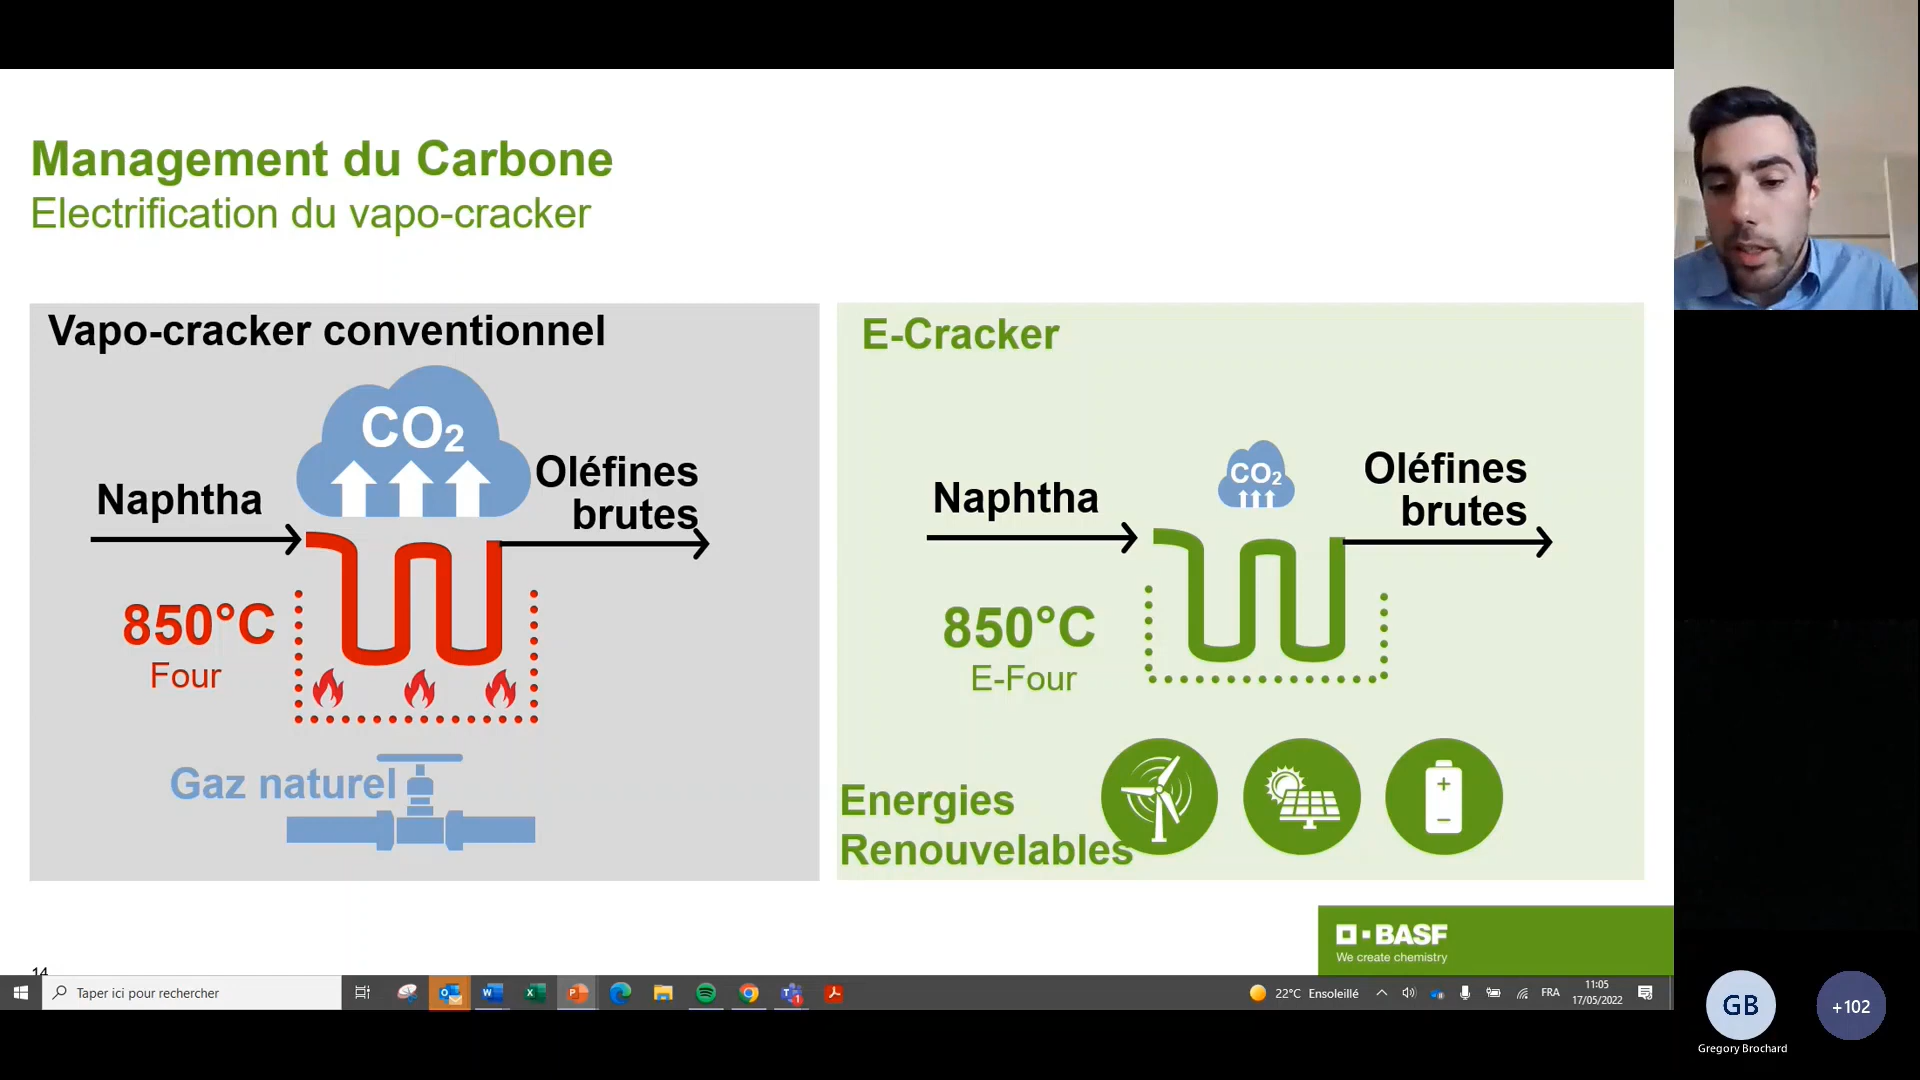 Management du Carbone
Electrification du vapo-cracker
Vapo-cracker conventionnel
CO₂
Naphtha
Oléfines
brutes
850°C
Four
Gaz naturel
E-Cracker
CO₂
Naphtha
Oléfines
brutes
850°C
E-Four
Energies
Renouvelables
BASF
We create chemistry
14
Taper ici pour rechercher
22°C Ensoleillé
FRA
11:05
17/05/2022
GB
Gregory Brochard
+102